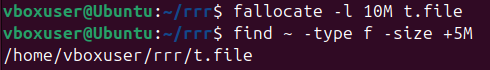 vboxuser@Ubuntu:~/rrr$ fallocate -l 10M t.file
vboxuser@Ubuntu:~/rrr$ find ~ -type f -size +5M
/home/vboxuser/rrr/t.file